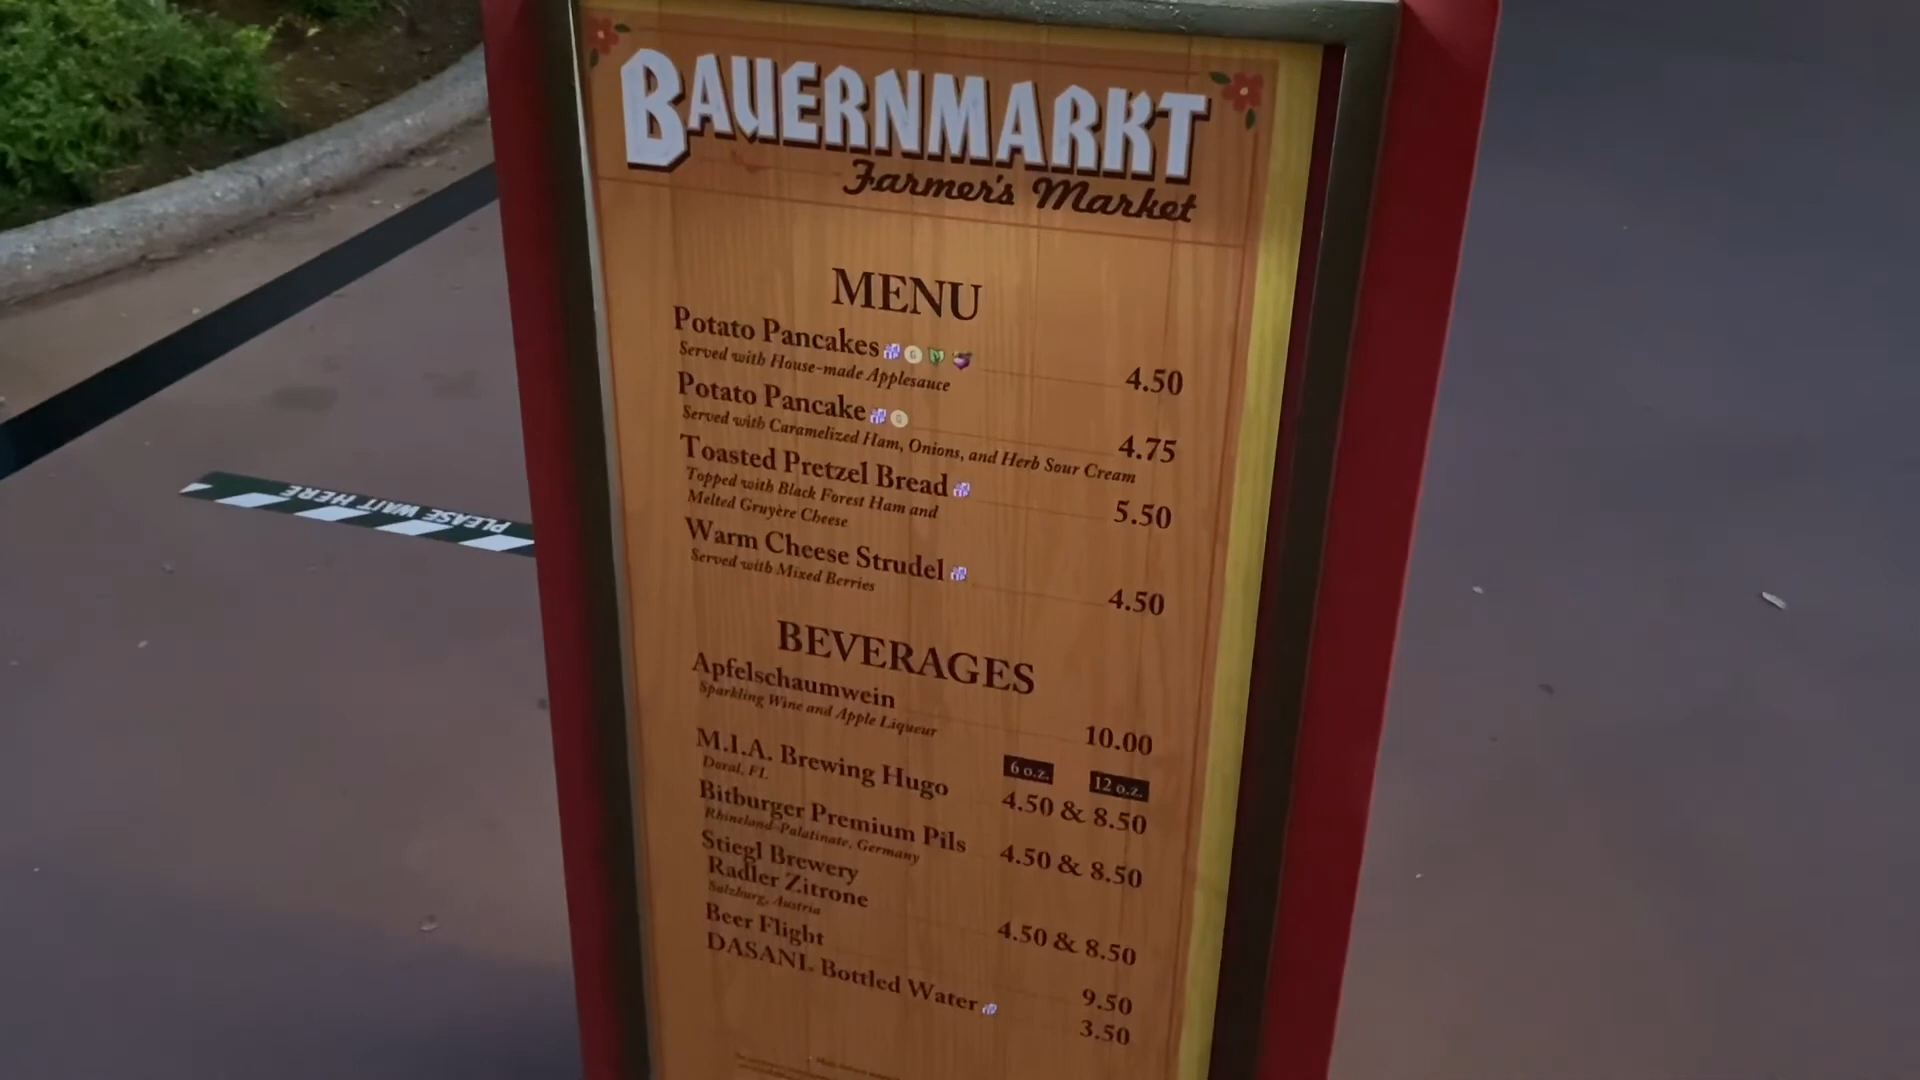 BAUERNMARKT
Farmer's Market
MENU
Potato Pancakes 4.50
Served with House-made Applesauce
Potato Pancake 4.75
Served with Caramelized Ham, Onions, and Herb Sour Cream
Toasted Pretzel Bread 5.50
Topped with Black Forest Ham and
Melted Gruyère Cheese
Warm Cheese Strudel 4.50
Served with Mixed Berries
BEVERAGES
Apfelschaumwein 10.00
Sparkling Wine and Apple Liqueur
6 oz. 12 oz.
M.I.A. Brewing Hugo 4.50 & 8.50
Doral, FL
Bitburger Premium Pils 4.50 & 8.50
Rhineland-Palatinate, Germany
Stiegl Brewery
Radler Zitrone 4.50 & 8.50
Salzburg, Austria
Beer Flight 9.50
DASANI® Bottled Water 3.50
PLEASE WAIT HERE